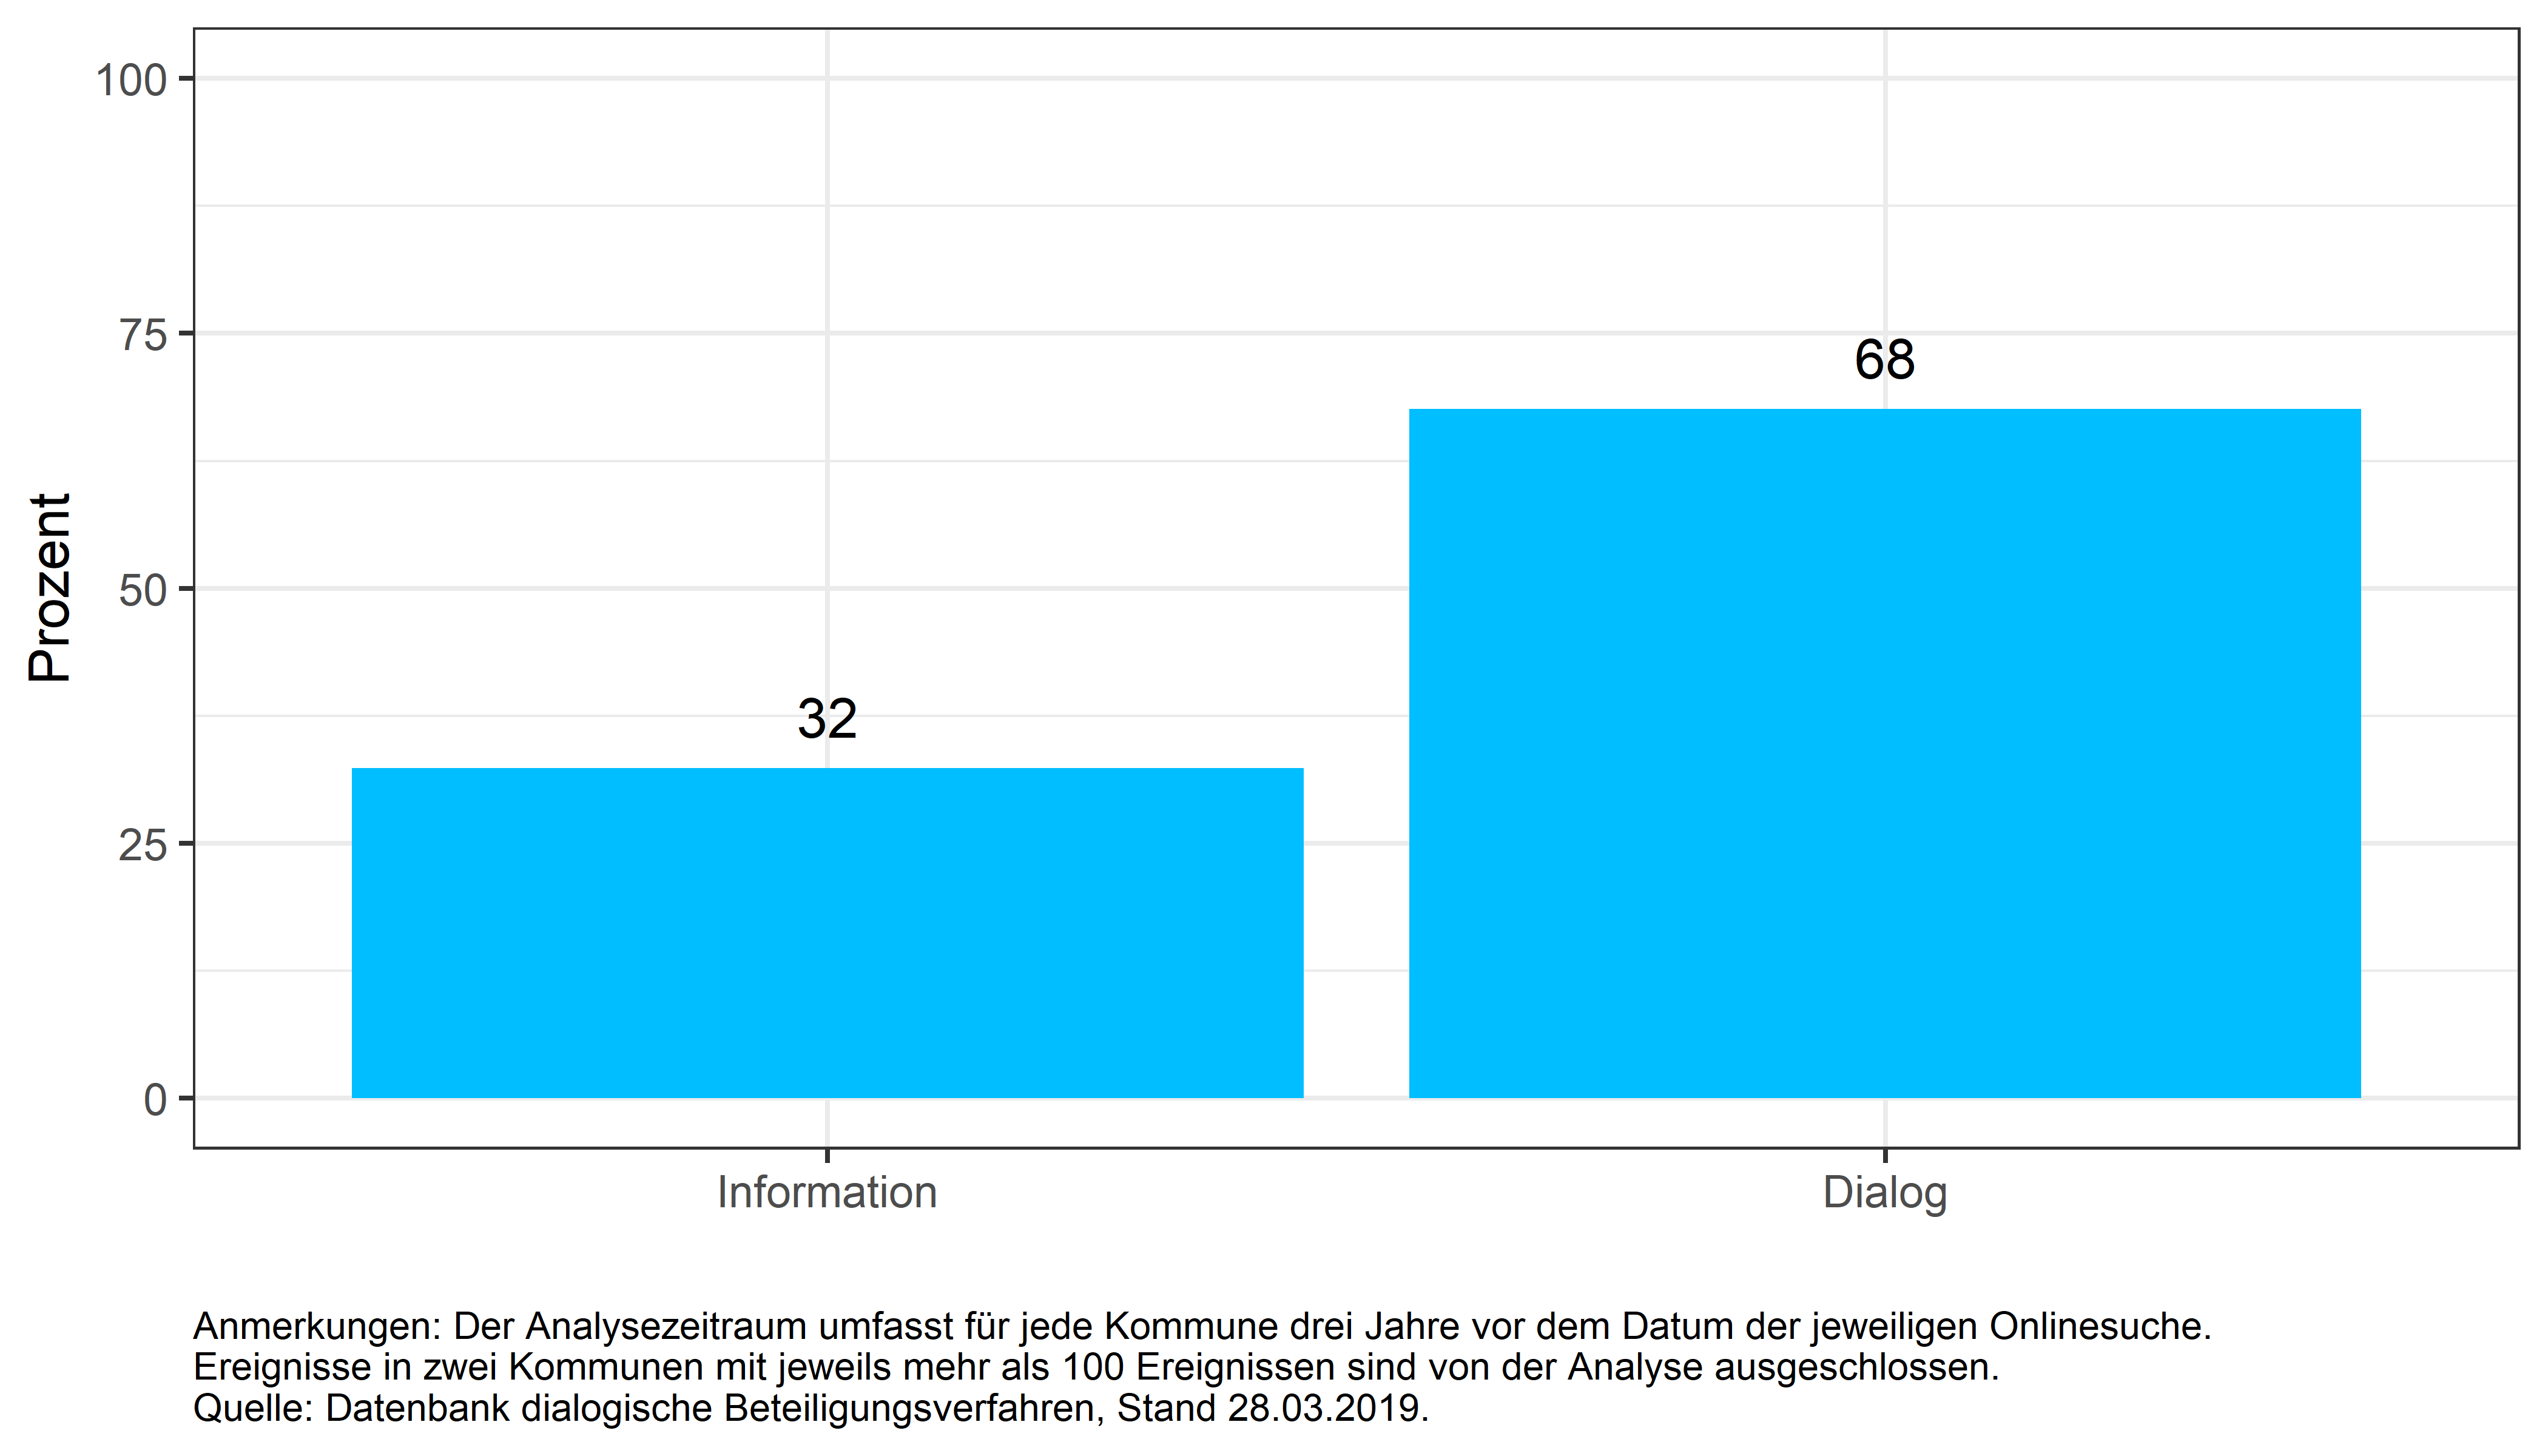 100
75
50
25
0
Prozent
32
68
Information
Dialog
Anmerkungen: Der Analysezeitraum umfasst für jede Kommune drei Jahre vor dem Datum der jeweiligen Onlinesuche.
Ereignisse in zwei Kommunen mit jeweils mehr als 100 Ereignissen sind von der Analyse ausgeschlossen.
Quelle: Datenbank dialogische Beteiligungsverfahren, Stand 28.03.2019.